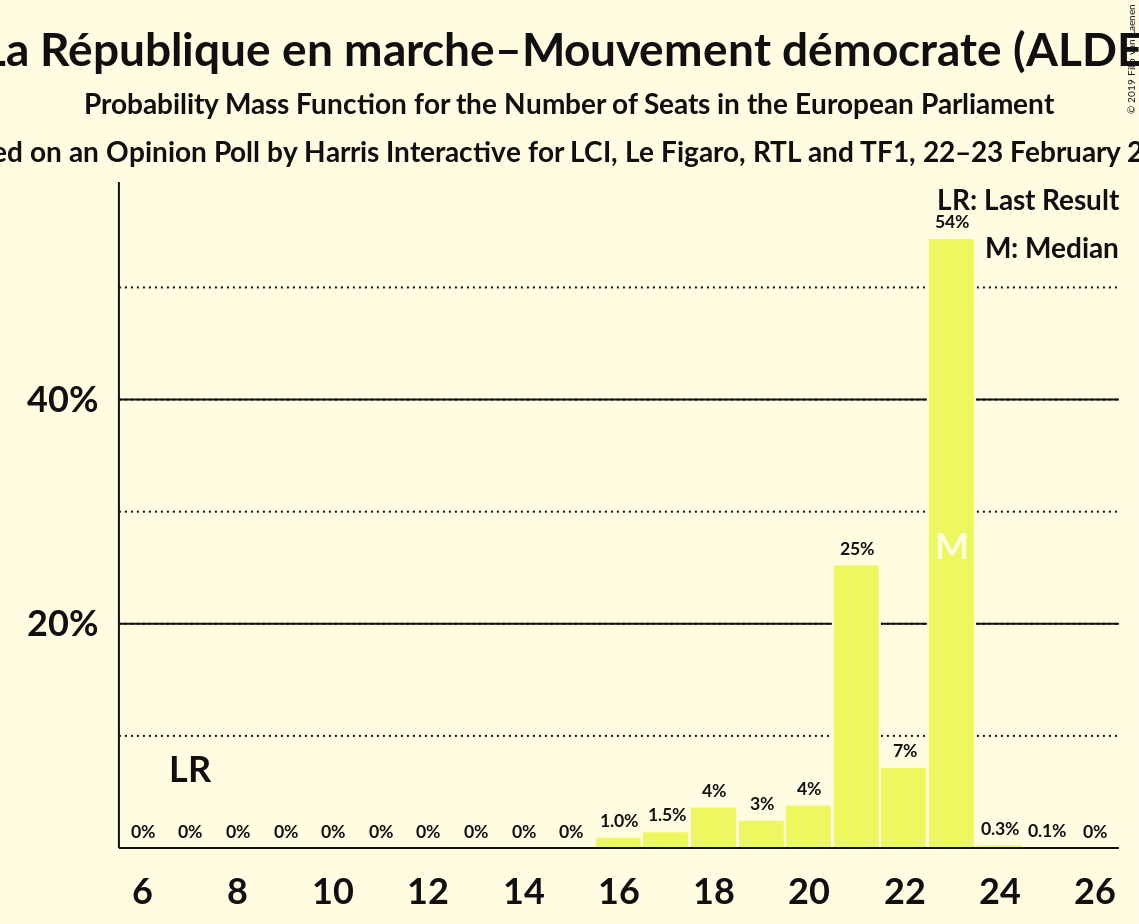 La République en marche–Mouvement démocrate (ALDE
Probability Mass Function for the Number of Seats in the European Parliament
ed on an Opinion Poll by Harris Interactive for LCI, Le Figaro, RTL and TF1, 22–23 February 2
© 2019
LR: Last Result
54%
M: Median
40%
M
25%
20%
7%
LR
4%
3%
4%
0% 0% 0% 0% 0% 0% 0% 0% 0% 0% 1.0% 1.5% 0.3% 0.1% 0%
6 8 10 12 14 16 18 20 22 24 26